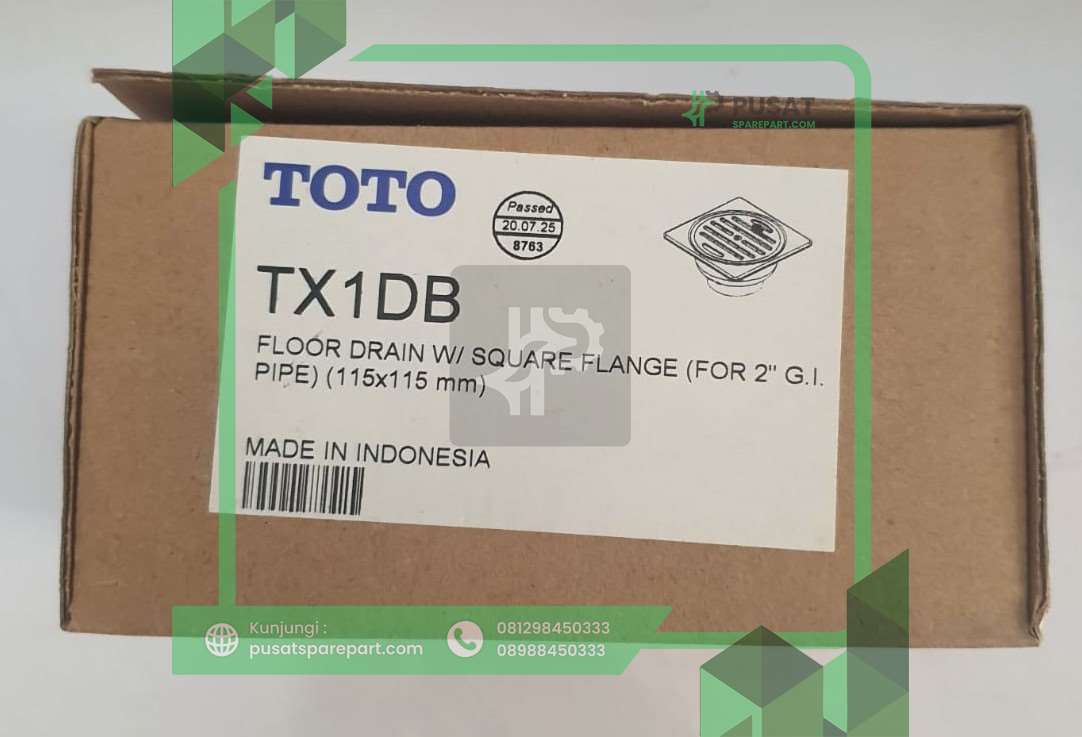 PUSAT
SPAREPART.COM
TOTO
Passed
20.07.25
8763
TX1DB
FLOOR DRAIN W/ SQUARE FLANGE (FOR 2" G.I.
PIPE) (115x115 mm)
MADE IN INDONESIA
Kunjungi :
pusatsparepart.com
081298450333
08988450333